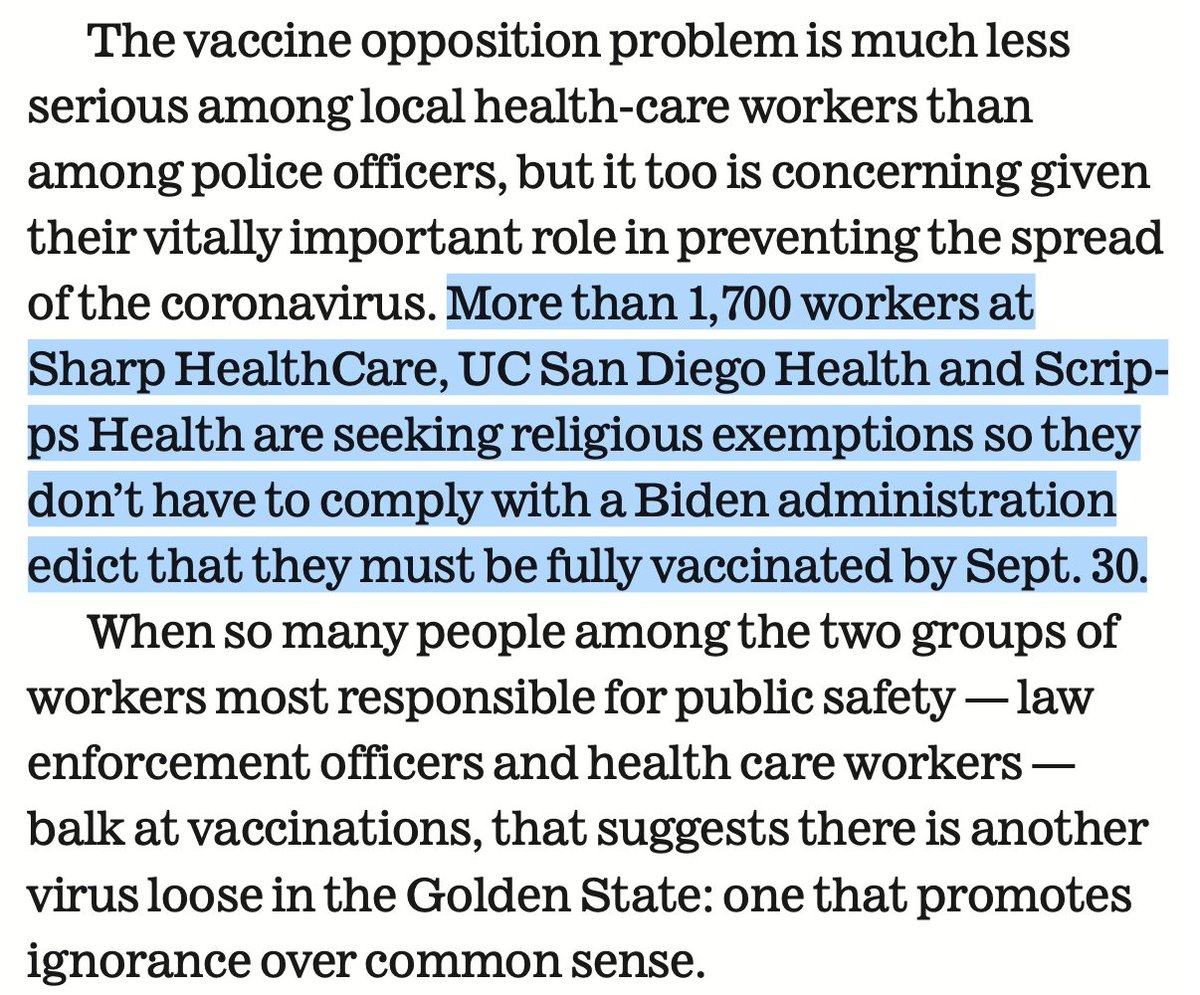 The vaccine opposition problem is much less
serious among local health-care workers than
among police officers, but it too is concerning given
their vitally important role in preventing the spread
of the coronavirus. More than 1,700 workers at
Sharp HealthCare, UC San Diego Health and Scrip-
ps Health are seeking religious exemptions so they
don’t have to comply with a Biden administration
edict that they must be fully vaccinated by Sept. 30.
When so many people among the two groups of
workers most responsible for public safety — law
enforcement officers and health care workers —
balk at vaccinations, that suggests there is another
virus loose in the Golden State: one that promotes
ignorance over common sense.